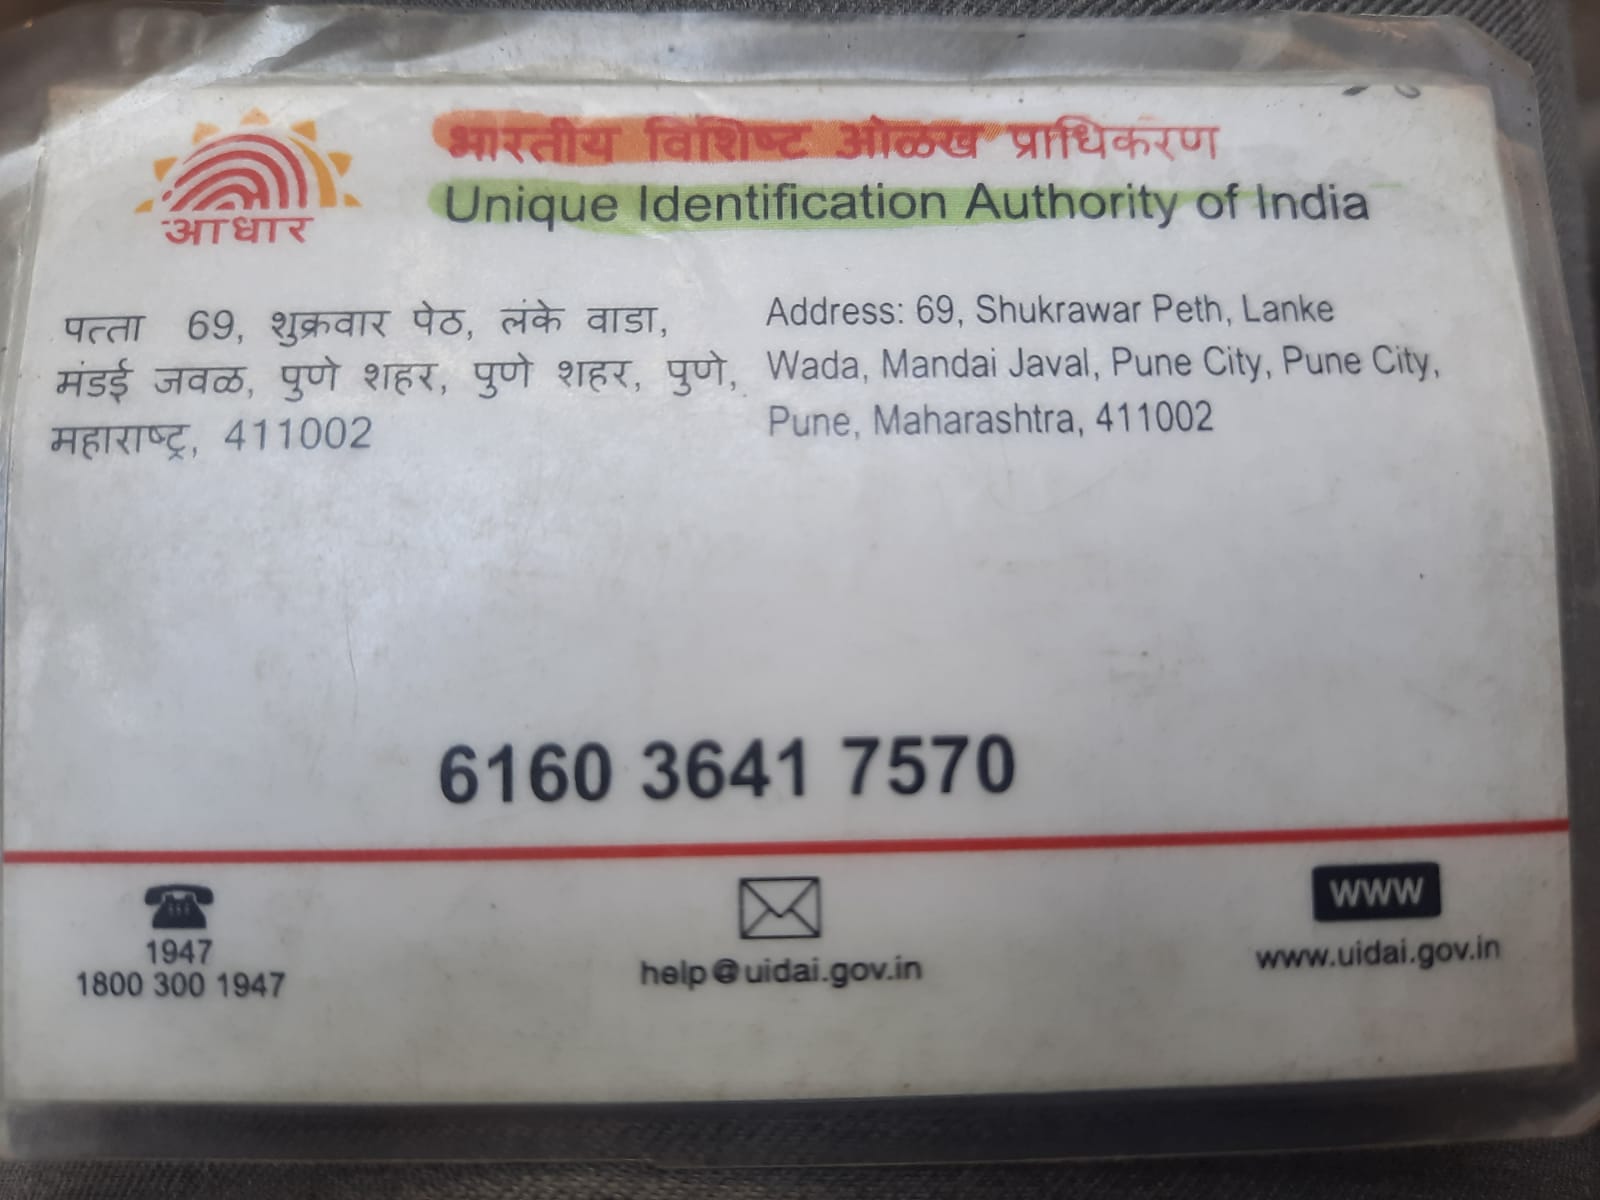 आधार
भारतीय विशिष्ट ओळख प्राधिकरण
Unique Identification Authority of India
पत्ता 69, शुक्रवार पेठ, लंके वाडा,
मंडई जवळ, पुणे शहर, पुणे शहर, पुणे,
महाराष्ट्र, 411002
Address: 69, Shukrawar Peth, Lanke
Wada, Mandai Javal, Pune City, Pune City,
Pune, Maharashtra, 411002
6160 3641 7570
1947
1800 300 1947
help@uidai.gov.in
WWW
www.uidai.gov.in